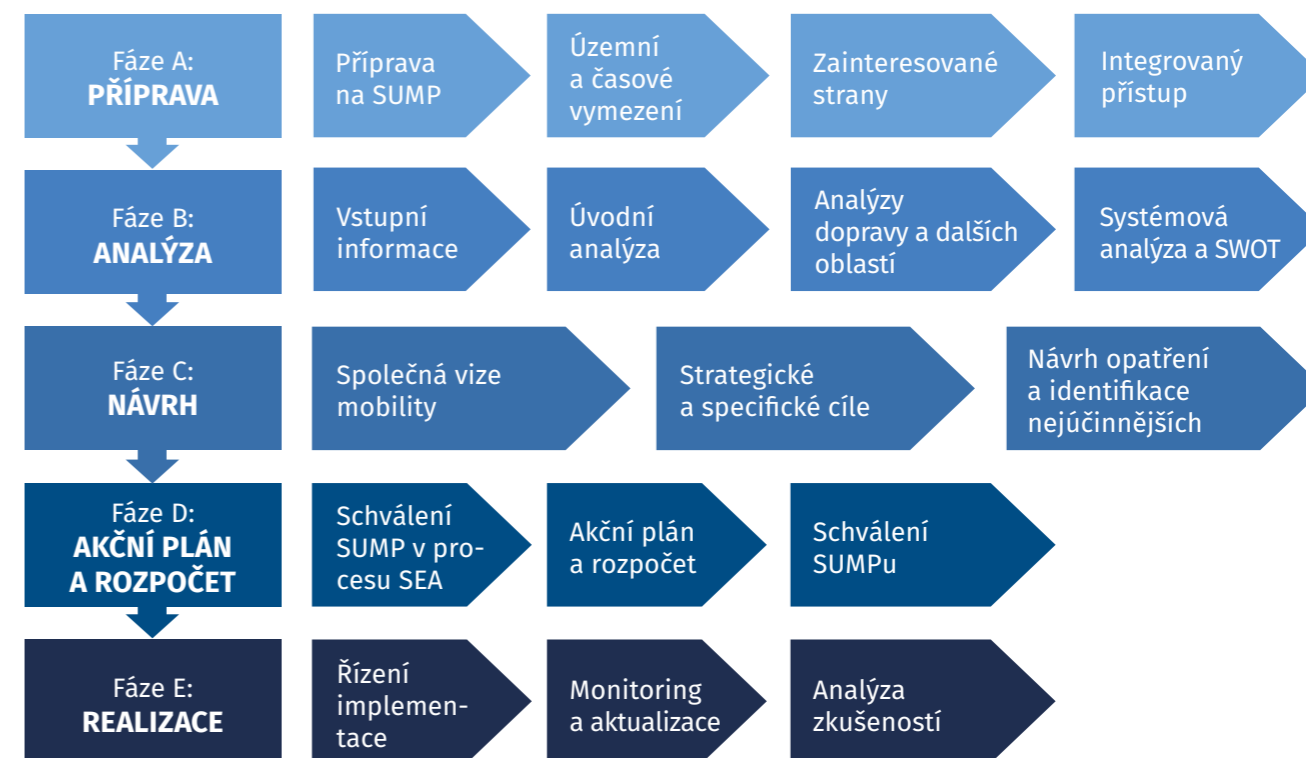 Fáze A:
PŘÍPRAVA
Příprava
na SUMP
Územní
a časové
vymezení
Zainteresované
strany
Integrovaný
přístup
Fáze B:
ANALÝZA
Vstupní
informace
Úvodní
analýza
Analýzy
dopravy a dalších
oblastí
Systémová
analýza a SWOT
Fáze C:
NÁVRH
Společná vize
mobility
Strategické
a specifické cíle
Návrh opatření
a identifikace
nejúčinnějších
Fáze D:
AKČNÍ PLÁN
A ROZPOČET
Schválení
SUMP v pro-
cesu SEA
Akční plán
a rozpočet
Schválení
SUMPu
Fáze E:
REALIZACE
Řízení
implemen-
tace
Monitoring
a aktualizace
Analýza
zkušeností